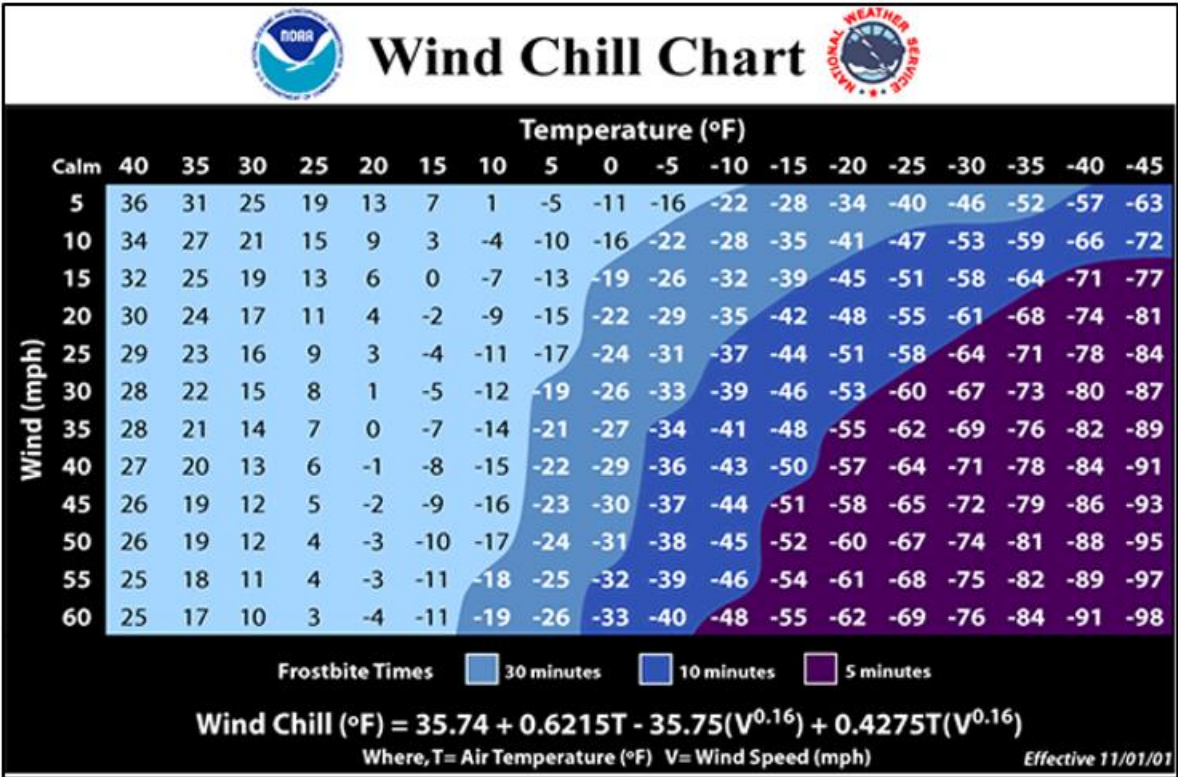 NOAA
Wind Chill Chart
NATIONAL WEATHER SERVICE
Temperature (ºF)
Calm 40 35 30 25 20 15 10 5 0 -5 -10 -15 -20 -25 -30 -35 -40 -45
5 36 31 25 19 13 7 1 -5 -11 -16 -22 -28 -34 -40 -46 -52 -57 -63
10 34 27 21 15 9 3 -4 -10 -16 -22 -28 -35 -41 -47 -53 -59 -66 -72
15 32 25 19 13 6 0 -7 -13 -19 -26 -32 -39 -45 -51 -58 -64 -71 -77
20 30 24 17 11 4 -2 -9 -15 -22 -29 -35 -42 -48 -55 -61 -68 -74 -81
25 29 23 16 9 3 -4 -11 -17 -24 -31 -37 -44 -51 -58 -64 -71 -78 -84
30 28 22 15 8 1 -5 -12 -19 -26 -33 -39 -46 -53 -60 -67 -73 -80 -87
35 28 21 14 7 0 -7 -14 -21 -27 -34 -41 -48 -55 -62 -69 -76 -82 -89
40 27 20 13 6 -1 -8 -15 -22 -29 -36 -43 -50 -57 -64 -71 -78 -84 -91
45 26 19 12 5 -2 -9 -16 -23 -30 -37 -44 -51 -58 -65 -72 -79 -86 -93
50 26 19 12 4 -3 -10 -17 -24 -31 -38 -45 -52 -60 -67 -74 -81 -88 -95
55 25 18 11 4 -3 -11 -18 -25 -32 -39 -46 -54 -61 -68 -75 -82 -89 -97
60 25 17 10 3 -4 -11 -19 -26 -33 -40 -48 -55 -62 -69 -76 -84 -91 -98
Wind (mph)
Frostbite Times 30 minutes 10 minutes 5 minutes
Wind Chill (ºF) = 35.74 + 0.6215T - 35.75(V^0.16) + 0.4275T(V^0.16)
Where, T= Air Temperature (ºF) V= Wind Speed (mph) Effective 11/01/01